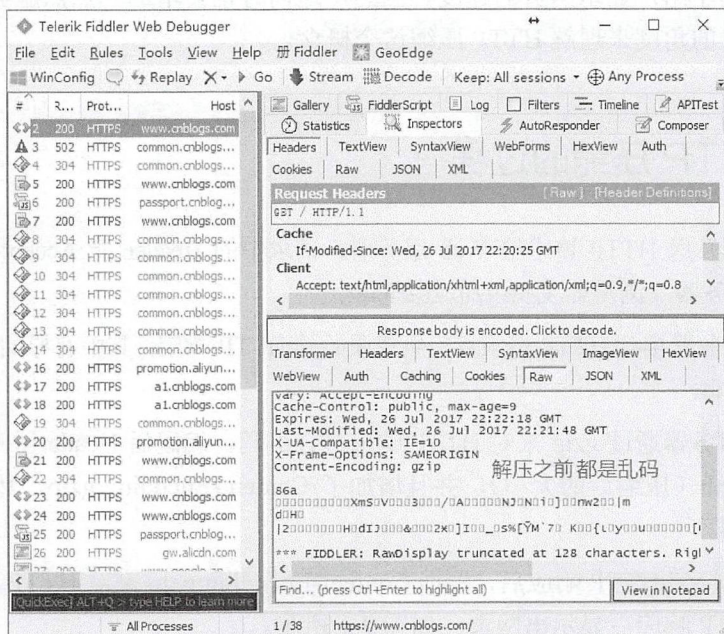 Telerik Fiddler Web Debugger
File Edit Rules Tools View Help Fiddler GeoEdge
WinConfig Replay X Go Stream Decode Keep: All sessions Any Process
# R... Prot... Host
2 200 HTTPS www.cnblogs.com
3 502 HTTPS common.cnblogs...
4 304 HTTPS common.cnblogs...
5 200 HTTPS www.cnblogs.com
6 200 HTTPS passport.cnblog...
7 200 HTTPS www.cnblogs.com
8 304 HTTPS common.cnblogs...
9 304 HTTPS common.cnblogs...
10 304 HTTPS common.cnblogs...
11 304 HTTPS common.cnblogs...
12 304 HTTPS common.cnblogs...
13 304 HTTPS common.cnblogs...
14 304 HTTPS common.cnblogs...
16 200 HTTPS promotion.aliyun...
17 200 HTTPS a1.cnblogs.com
18 200 HTTPS a1.cnblogs.com
19 304 HTTPS common.cnblogs...
20 200 HTTPS promotion.aliyun...
21 200 HTTPS www.cnblogs.com
22 304 HTTPS common.cnblogs...
23 200 HTTPS www.cnblogs.com
24 200 HTTPS www.cnblogs.com
25 200 HTTPS passport.cnblog...
26 200 HTTPS gw.alicdn.com
[QuickExec] ALT+Q > type HELP to learn more
Gallery FiddlerScript Log Filters Timeline APITest
Statistics Inspectors AutoResponder Composer
Headers TextView SyntaxView WebForms HexView Auth
Cookies Raw JSON XML
Request Headers [Raw] [Header Definitions]
GET / HTTP/1.1
Cache
If-Modified-Since: Wed, 26 Jul 2017 22:20:25 GMT
Client
Accept: text/html,application/xhtml+xml,application/xml;q=0.9,*/*;q=0.8
Response body is encoded. Click to decode.
Transformer Headers TextView SyntaxView ImageView HexView
WebView Auth Caching Cookies Raw JSON XML
Vary: Accept-Encoding
Cache-Control: public, max-age=9
Expires: Wed, 26 Jul 2017 22:22:18 GMT
Last-Modified: Wed, 26 Jul 2017 22:21:48 GMT
X-UA-Compatible: IE=10
X-Frame-Options: SAMEORIGIN
Content-Encoding: gzip
解压之前都是乱码
86a
*** FIDDLER: RawDisplay truncated at 128 characters. Rig
Find... (press Ctrl+Enter to highlight all) View in Notepad
All Processes 1 / 38 https://www.cnblogs.com/